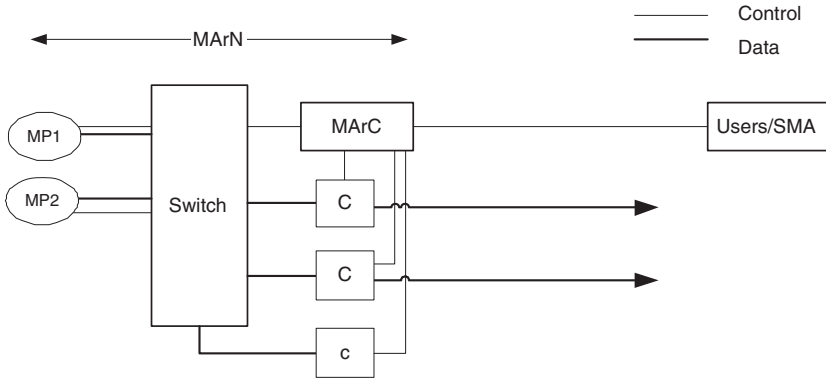 Control
MArN
Data
MP1
MArC
Users/SMA
MP2
Switch
C
C
c